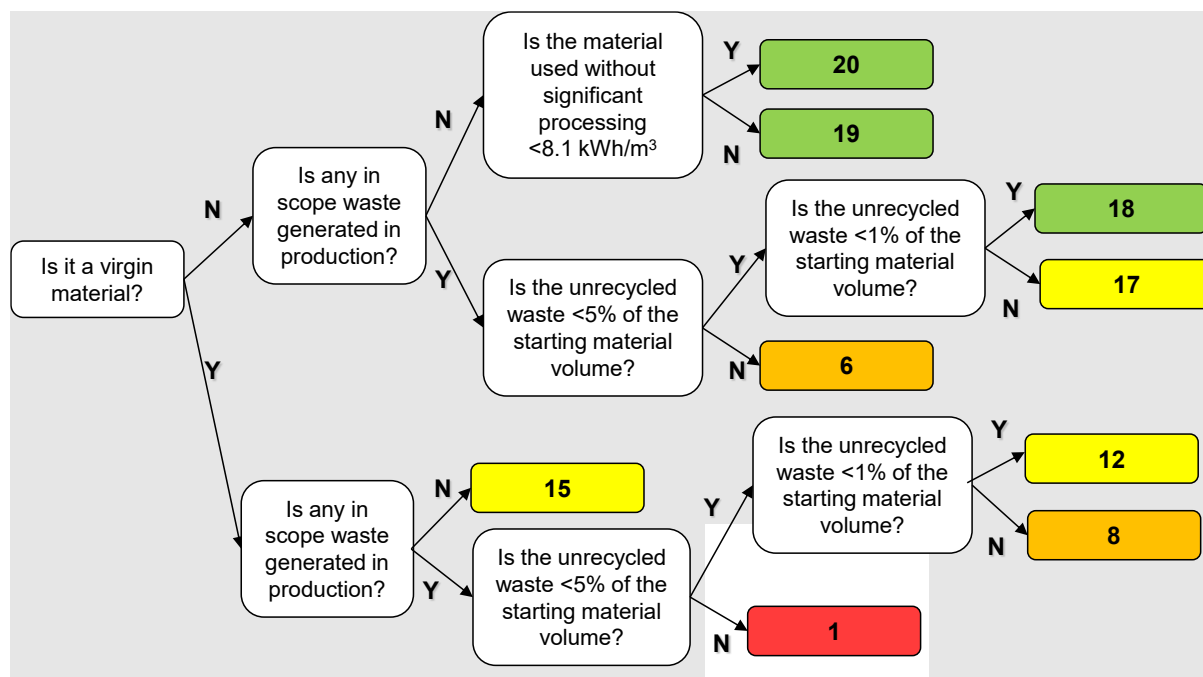 Is it a virgin
material?
N
Y
Is any in
scope waste
generated in
production?
N
Y
Is the material
used without
significant
processing
<8.1 kWh/m³
Y
20
N
19
Is the unrecycled
waste <5% of the
starting material
volume?
Y
N
6
Is the unrecycled
waste <1% of the
starting material
volume?
Y
18
N
17
Is any in
scope waste
generated in
production?
N
15
Y
Is the unrecycled
waste <5% of the
starting material
volume?
Y
N
1
Is the unrecycled
waste <1% of the
starting material
volume?
Y
12
N
8